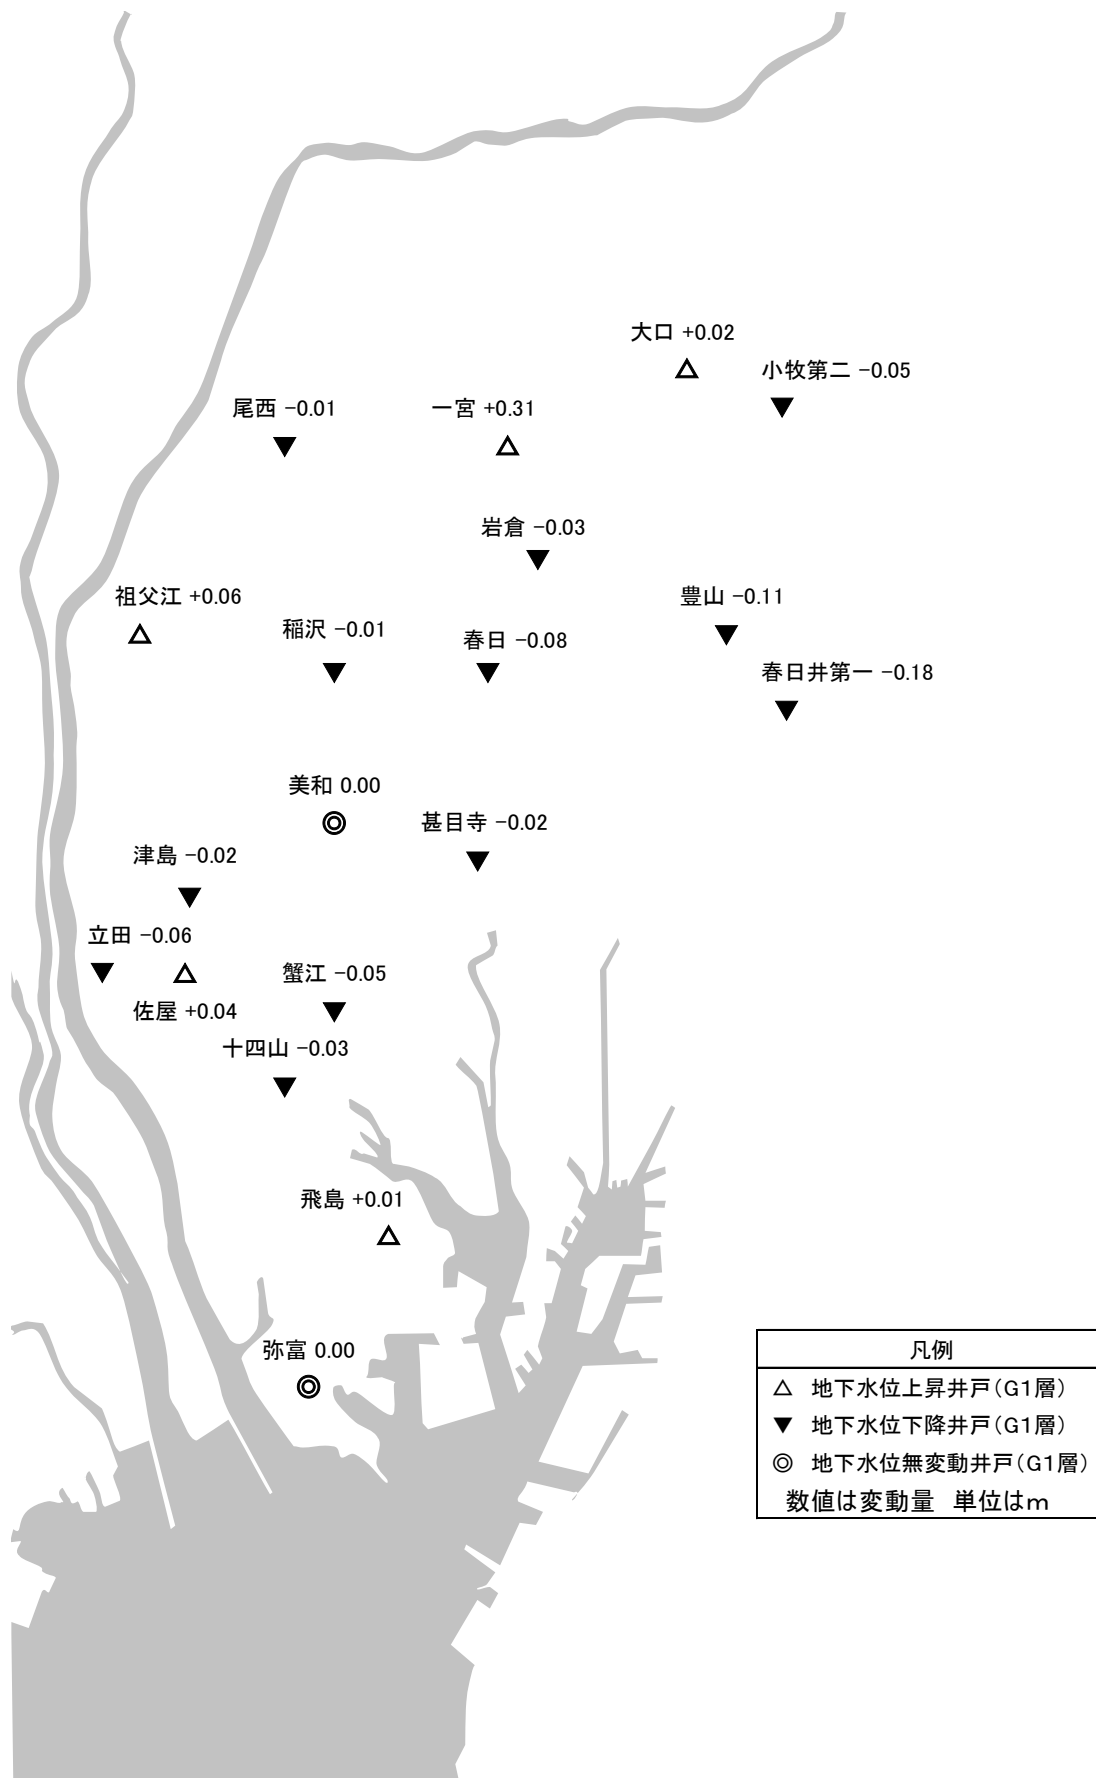 大口 +0.02
小牧第二 −0.05
尾西 −0.01
一宮 +0.31
岩倉 −0.03
祖父江 +0.06
豊山 −0.11
稲沢 −0.01
春日 −0.08
春日井第一 −0.18
美和 0.00
甚目寺 −0.02
津島 −0.02
立田 −0.06
蟹江 −0.05
佐屋 +0.04
十四山 −0.03
飛島 +0.01
弥富 0.00
凡例
△ 地下水位上昇井戸(G1層)
▼ 地下水位下降井戸(G1層)
◎ 地下水位無変動井戸(G1層)
数値は変動量 単位はm